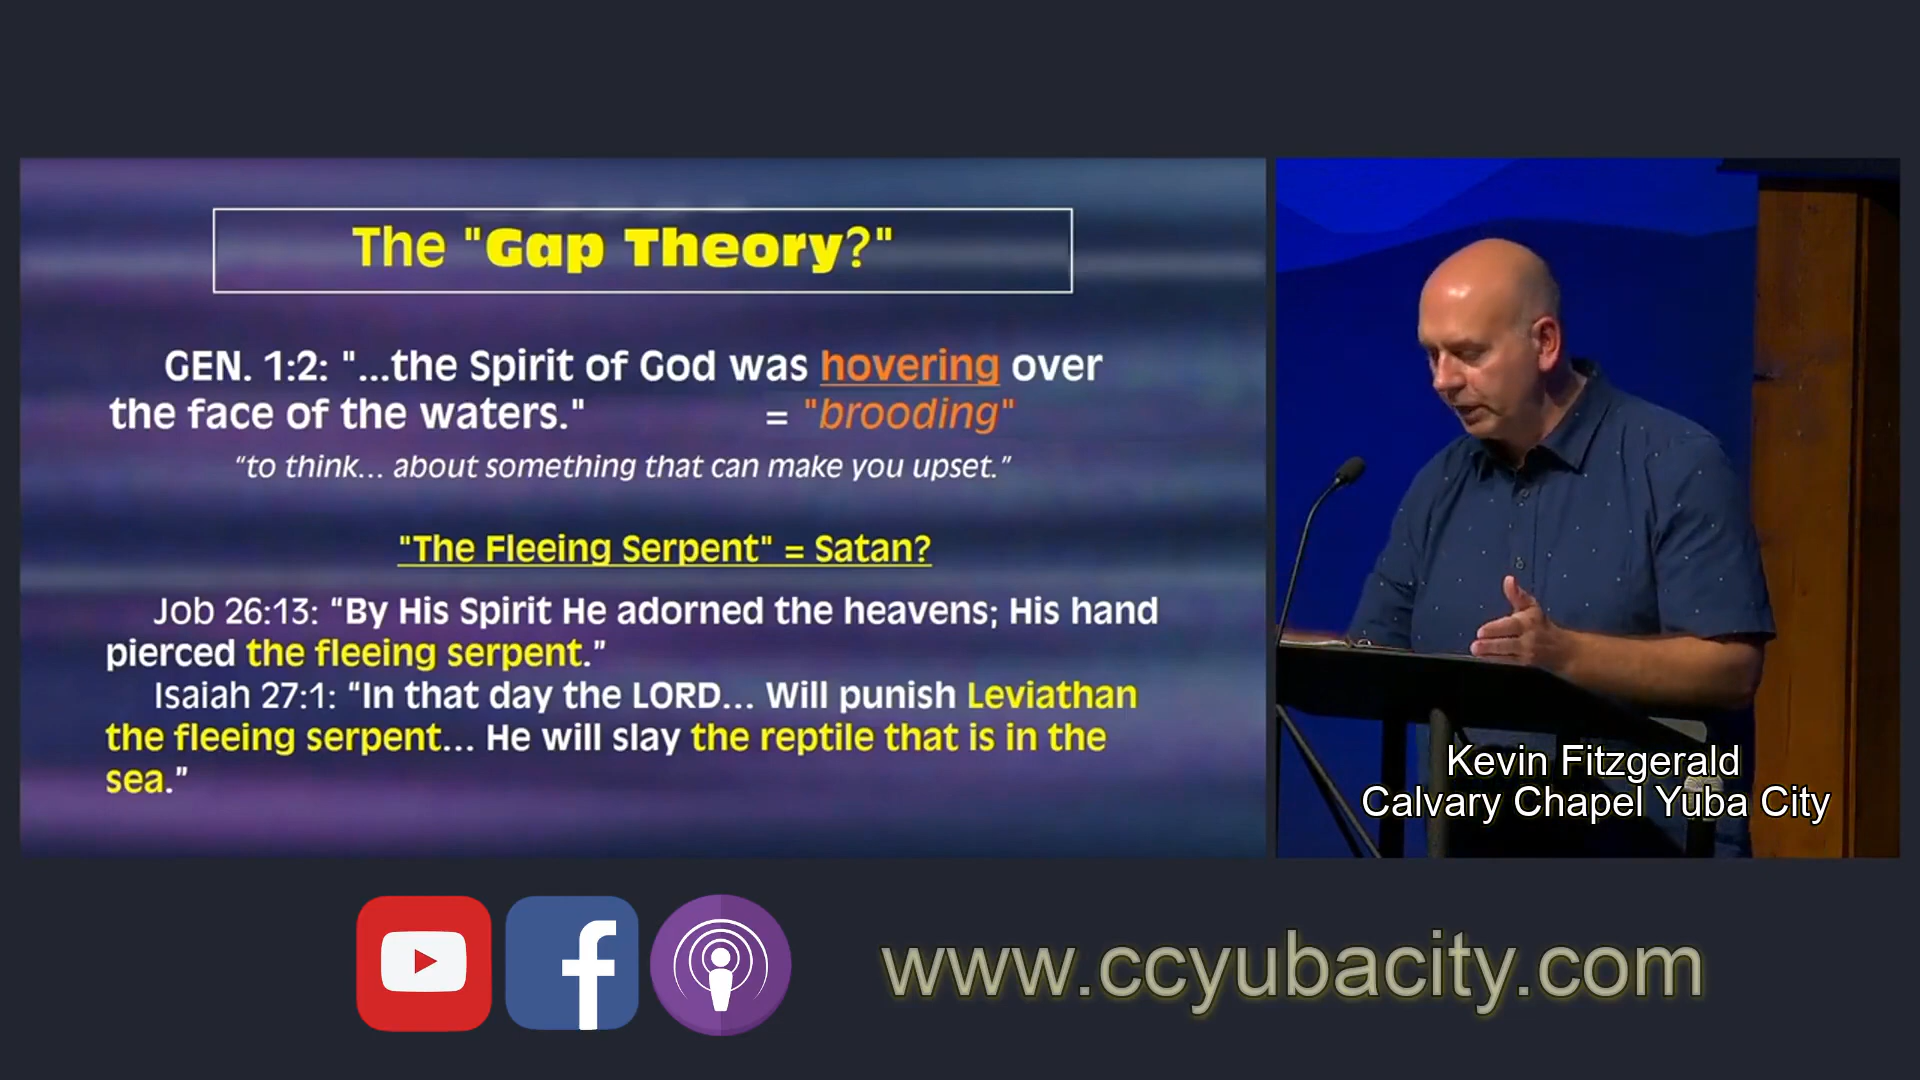 The "Gap Theory?"
GEN. 1:2: "...the Spirit of God was hovering over
the face of the waters." = "brooding"
“to think... about something that can make you upset.”
"The Fleeing Serpent" = Satan?
Job 26:13: “By His Spirit He adorned the heavens; His hand
pierced the fleeing serpent.”
Isaiah 27:1: “In that day the LORD... Will punish Leviathan
the fleeing serpent... He will slay the reptile that is in the
sea.”
Kevin Fitzgerald
Calvary Chapel Yuba City
www.ccyubacity.com